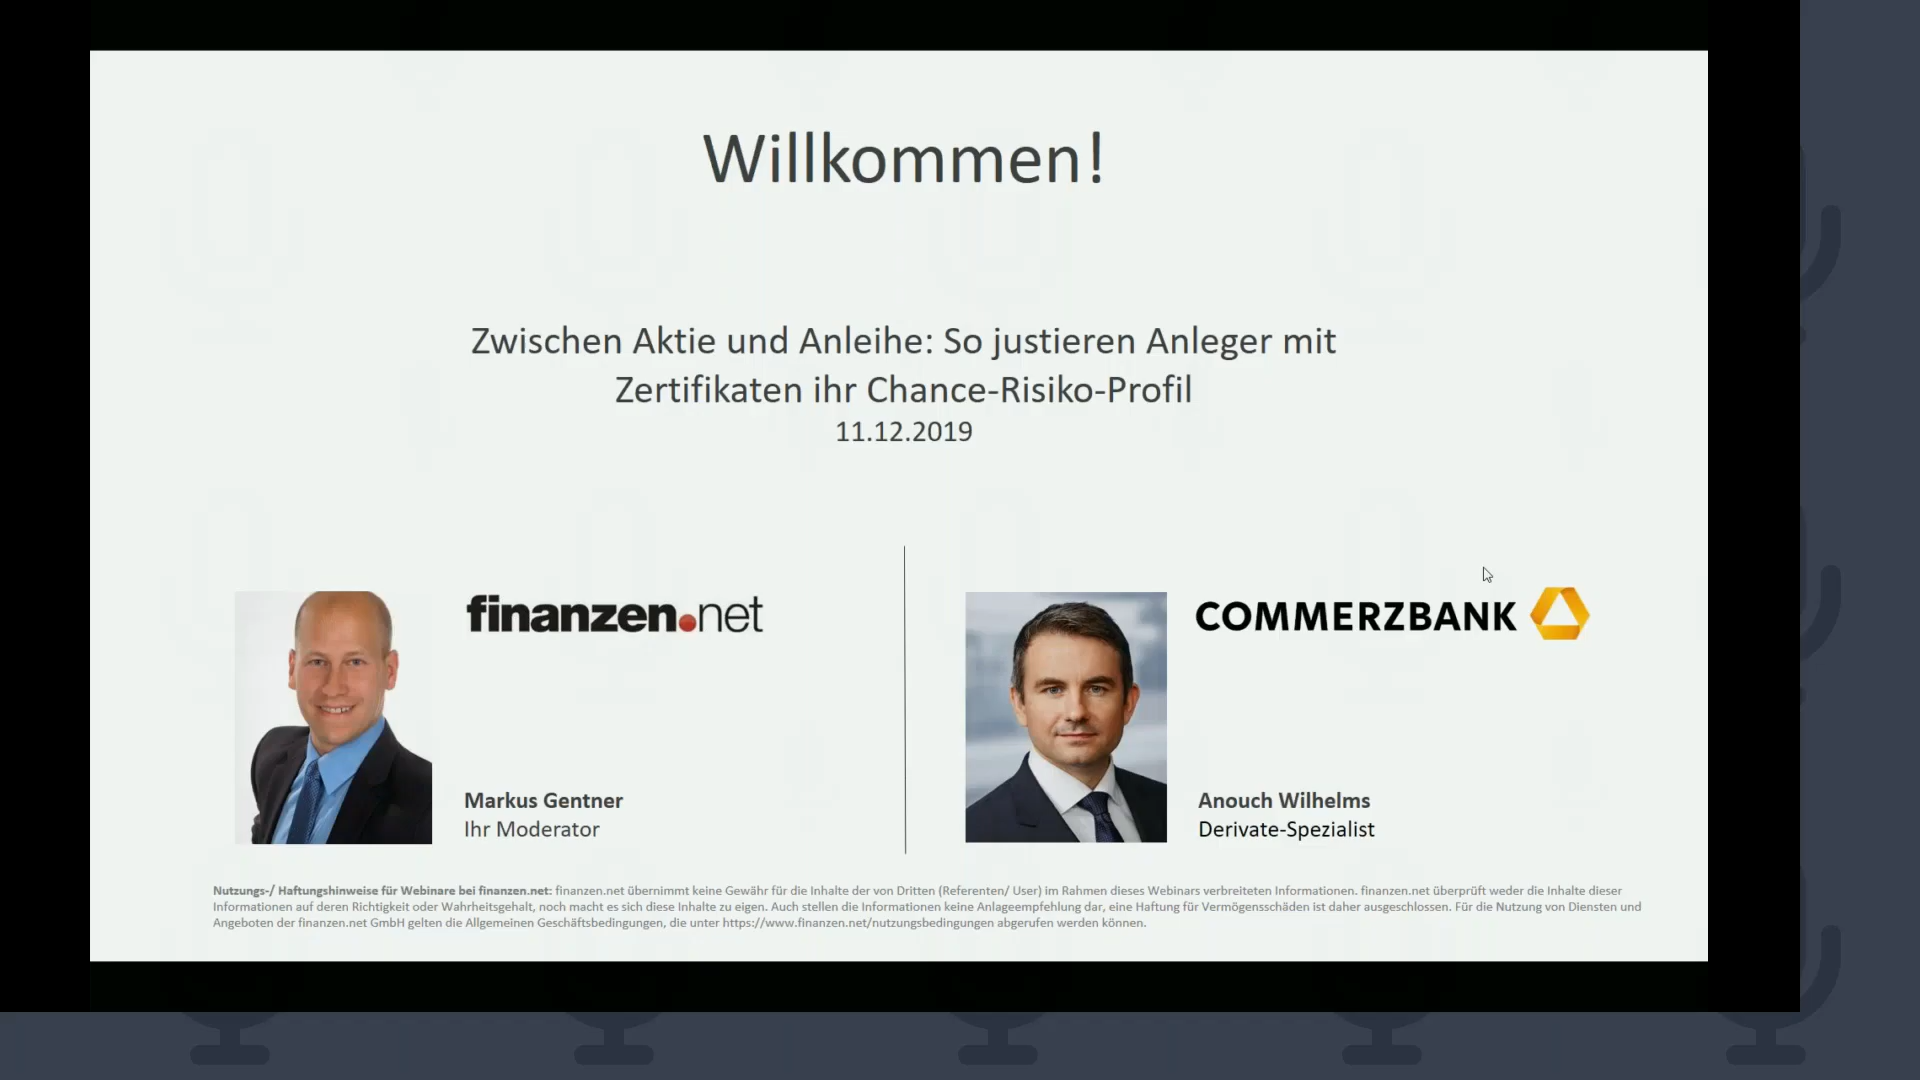 Willkommen!
Zwischen Aktie und Anleihe: So justieren Anleger mit
Zertifikaten ihr Chance-Risiko-Profil
11.12.2019
finanzen.net
Markus Gentner
Ihr Moderator
COMMERZBANK
Anouch Wilhelms
Derivate-Spezialist
Nutzungs-/ Haftungshinweise für Webinare bei finanzen.net: finanzen.net übernimmt keine Gewähr für die Inhalte der von Dritten (Referenten/ User) im Rahmen dieses Webinars verbreiteten Informationen. finanzen.net überprüft weder die Inhalte dieser
Informationen auf deren Richtigkeit oder Wahrheitsgehalt, noch macht es sich diese Inhalte zu eigen. Auch stellen die Informationen keine Anlageempfehlung dar, eine Haftung für Vermögensschäden ist daher ausgeschlossen. Für die Nutzung von Diensten und
Angeboten der finanzen.net GmbH gelten die Allgemeinen Geschäftsbedingungen, die unter https://www.finanzen.net/nutzungsbedingungen abgerufen werden können.